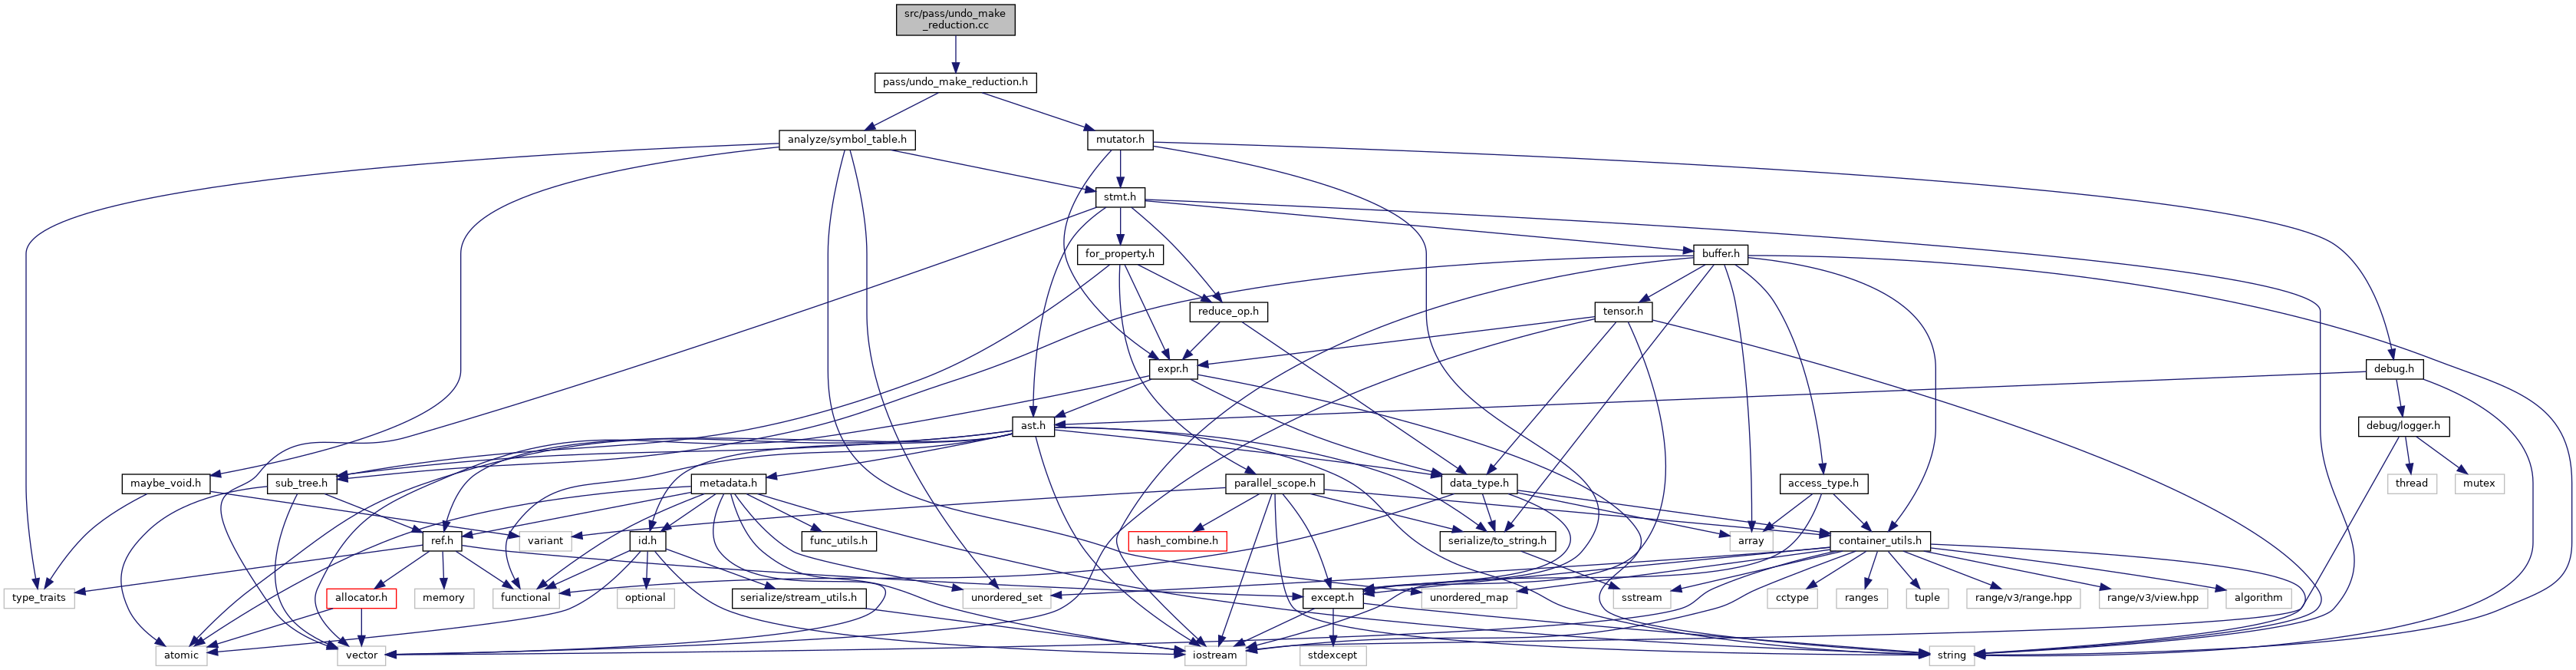 src/pass/undo_make
_reduction.cc
pass/undo_make_reduction.h
analyze/symbol_table.h
mutator.h
stmt.h
for_property.h
buffer.h
reduce_op.h
tensor.h
expr.h
debug.h
ast.h
debug/logger.h
maybe_void.h
sub_tree.h
metadata.h
parallel_scope.h
data_type.h
access_type.h
thread
mutex
ref.h
variant
id.h
func_utils.h
hash_combine.h
serialize/to_string.h
array
container_utils.h
type_traits
allocator.h
memory
functional
optional
serialize/stream_utils.h
unordered_set
except.h
unordered_map
sstream
cctype
ranges
tuple
range/v3/range.hpp
range/v3/view.hpp
algorithm
atomic
vector
iostream
stdexcept
string